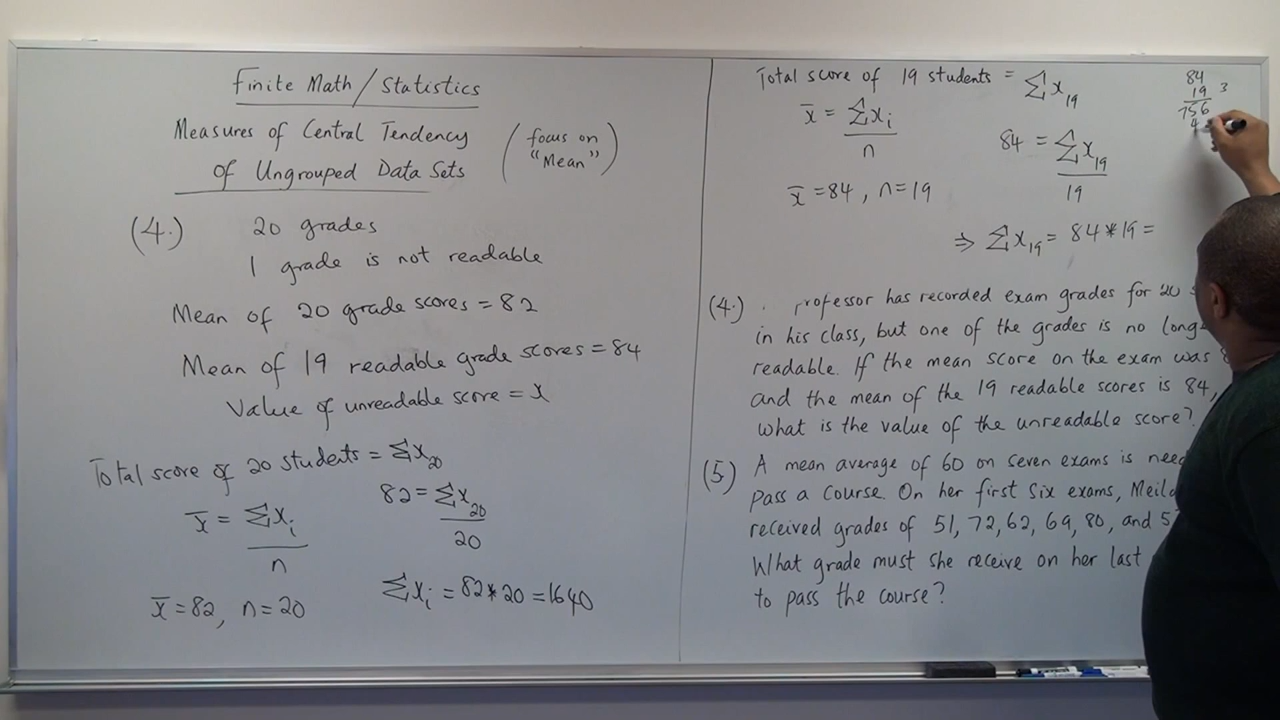 Finite Math/Statistics
Measures of Central Tendency
of Ungrouped Data Sets
(focus on
"Mean")
(4.) 20 grades
1 grade is not readable
Mean of 20 grade scores = 82
Mean of 19 readable grade scores = 84
Value of unreadable score = x
Total score of 20 students = Σx₂₀
x̄ = Σxᵢ
n
82 = Σx₂₀
20
x̄ = 82, n = 20
Σxᵢ = 82*20 = 1640
Total score of 19 students = Σx₁₉
x̄ = Σxᵢ
n
84 = Σx₁₉
19
x̄ = 84, n = 19
⇒ Σx₁₉ = 84*19 =
84
19 3
756
(4.) . Professor has recorded exam grades for 20
in his class, but one of the grades is no
readable. If the mean score on the exam was
and the mean of the 19 readable scores is 84,
what is the value of the unreadable score?
(5) A mean average of 60 on seven exams is
pass a course. On her first six exams,
received grades of 51, 72, 62, 69, 80, and
What grade must she receive on her last
to pass the course?